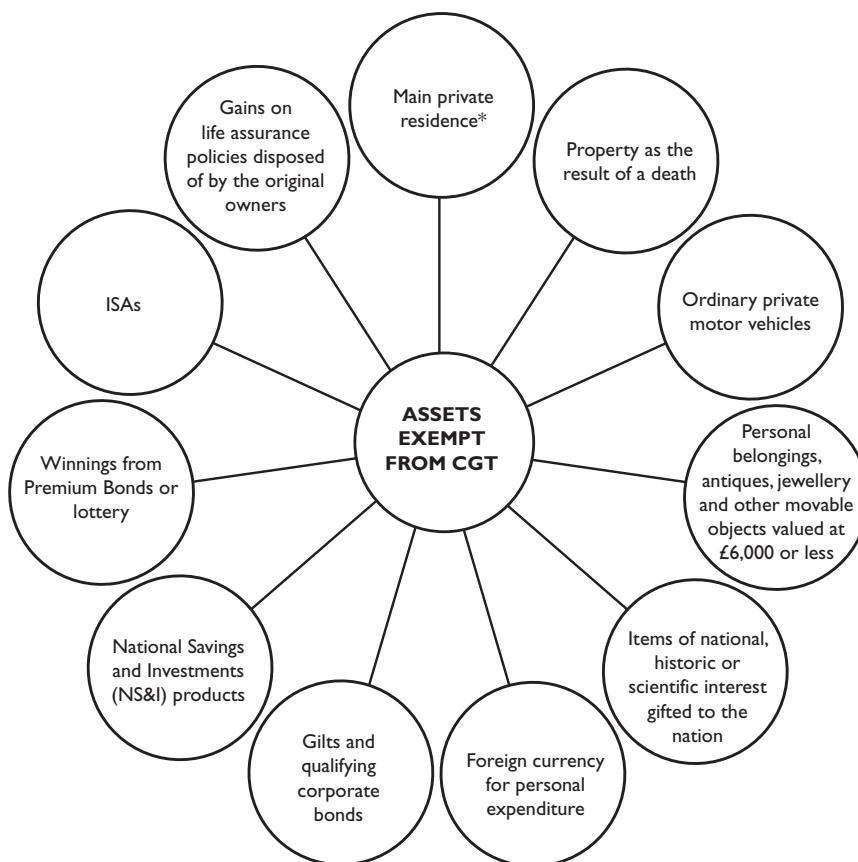 Main private
residence*
Property as the
result of a death
Ordinary private
motor vehicles
Personal
belongings,
antiques, jewellery
and other movable
objects valued at
£6,000 or less
Items of national,
historic or
scientific interest
gifted to the
nation
Foreign currency
for personal
expenditure
Gilts and
qualifying
corporate
bonds
National Savings
and Investments
(NS&I) products
Winnings from
Premium Bonds or
lottery
ISAs
Gains on
life assurance
policies disposed
of by the original
owners
ASSETS
EXEMPT
FROM CGT